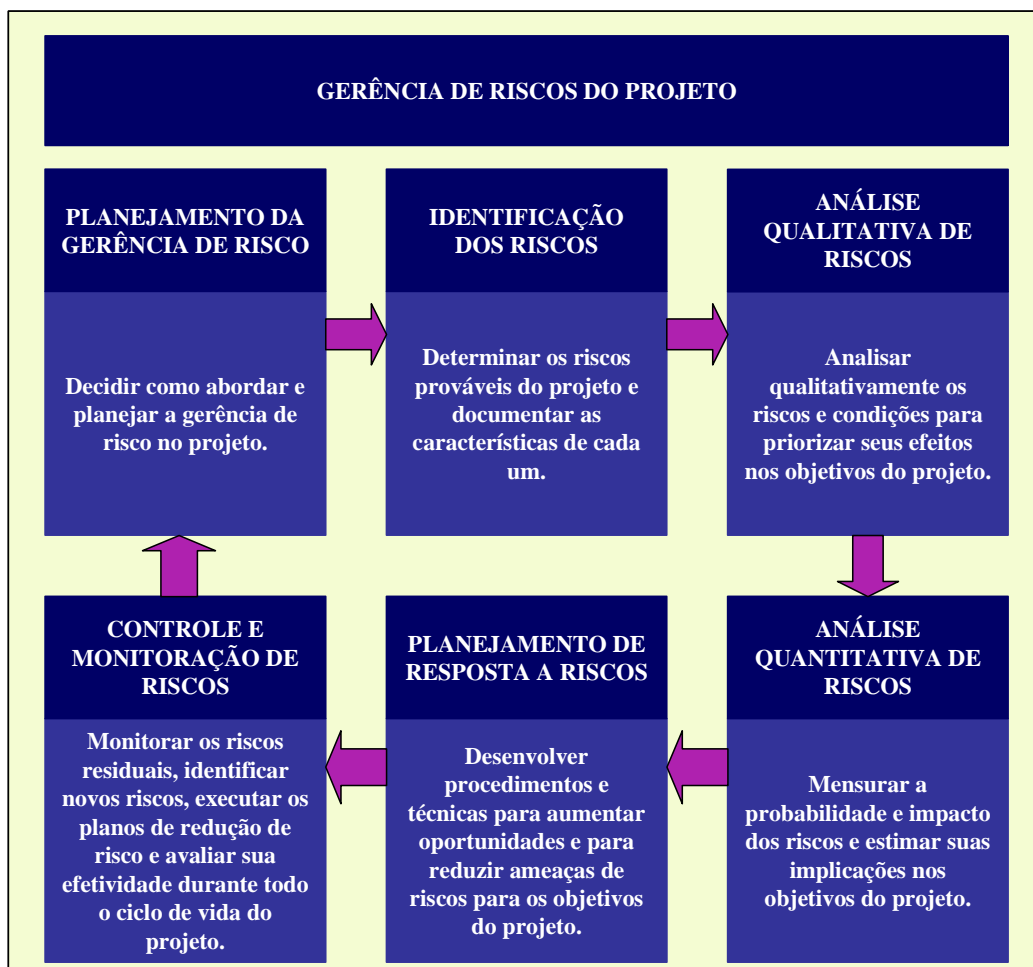 GERÊNCIA DE RISCOS DO PROJETO
PLANEJAMENTO DA
GERÊNCIA DE RISCO
Decidir como abordar e
planejar a gerência de
risco no projeto.
IDENTIFICAÇÃO
DOS RISCOS
Determinar os riscos
prováveis do projeto e
documentar as
características de cada
um.
ANÁLISE
QUALITATIVA DE
RISCOS
Analisar
qualitativamente os
riscos e condições para
priorizar seus efeitos
nos objetivos do projeto.
ANÁLISE
QUANTITATIVA DE
RISCOS
Mensurar a
probabilidade e impacto
dos riscos e estimar suas
implicações nos
objetivos do projeto.
PLANEJAMENTO DE
RESPOSTA A RISCOS
Desenvolver
procedimentos e
técnicas para aumentar
oportunidades e para
reduzir ameaças de
riscos para os objetivos
do projeto.
CONTROLE E
MONITORAÇÃO DE
RISCOS
Monitorar os riscos
residuais, identificar
novos riscos, executar os
planos de redução de
risco e avaliar sua
efetividade durante todo
o ciclo de vida do
projeto.